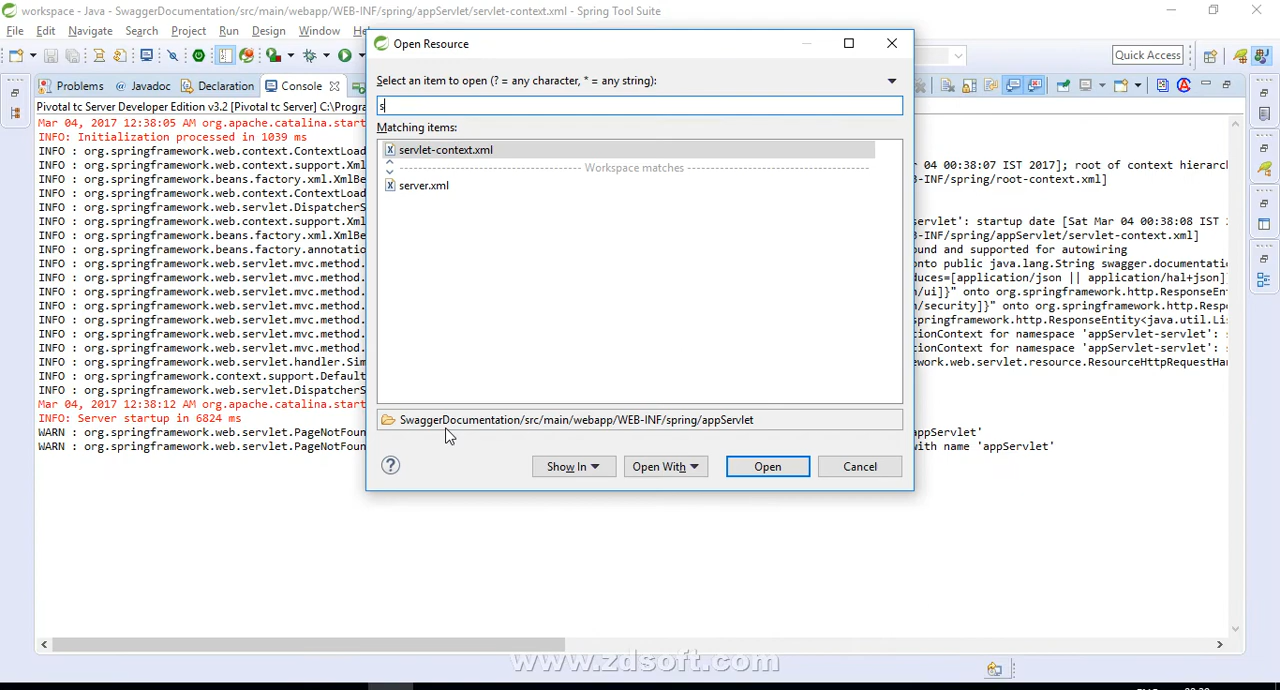 workspace - Java - SwaggerDocumentation/src/main/webapp/WEB-INF/spring/appServlet/servlet-context.xml - Spring Tool Suite
File Edit Navigate Search Project Run Design Window
Quick Access
Problems @ Javadoc Declaration Console
Pivotal tc Server Developer Edition v3.2 [Pivotal tc Server] C:\Progra
Mar 04, 2017 12:38:05 AM org.apache.catalina.start
INFO: Initialization processed in 1039 ms
INFO : org.springframework.web.context.ContextLoad
INFO : org.springframework.web.context.support.Xml
ar 04 00:38:07 IST 2017]; root of context hierarc
INFO : org.springframework.beans.factory.xml.XmlBe
B-INF/spring/root-context.xml]
INFO : org.springframework.web.context.ContextLoad
INFO : org.springframework.web.servlet.DispatcherS
INFO : org.springframework.web.context.support.Xml
servlet': startup date [Sat Mar 04 00:38:08 IST
INFO : org.springframework.beans.factory.xml.XmlBe
B-INF/spring/appServlet/servlet-context.xml]
INFO : org.springframework.beans.factory.annotatio
ound and supported for autowiring
INFO : org.springframework.web.servlet.mvc.method.
onto public java.lang.String swagger.documentatio
INFO : org.springframework.web.servlet.mvc.method.
duces=[application/json || application/hal+json]
INFO : org.springframework.web.servlet.mvc.method.
/ui]}" onto org.springframework.http.ResponseEnt
INFO : org.springframework.web.servlet.mvc.method.
/security]}" onto org.springframework.http.Respo
INFO : org.springframework.web.servlet.mvc.method.
springframework.http.ResponseEntity<java.util.Li
INFO : org.springframework.web.servlet.mvc.method.
tionContext for namespace 'appServlet-servlet':
INFO : org.springframework.web.servlet.mvc.method.
tionContext for namespace 'appServlet-servlet':
INFO : org.springframework.web.servlet.handler.Sim
ework.web.servlet.resource.ResourceHttpRequestHan
INFO : org.springframework.context.support.Default
INFO : org.springframework.web.servlet.DispatcherS
Mar 04, 2017 12:38:12 AM org.apache.catalina.start
INFO: Server startup in 6824 ms
WARN : org.springframework.web.servlet.PageNotFoun
appServlet'
WARN : org.springframework.web.servlet.PageNotFoun
with name 'appServlet'
Open Resource
Select an item to open (? = any character, * = any string):
s
Matching items:
servlet-context.xml
Workspace matches
server.xml
SwaggerDocumentation/src/main/webapp/WEB-INF/spring/appServlet
Show In Open With Open Cancel
www.zdsoft.com